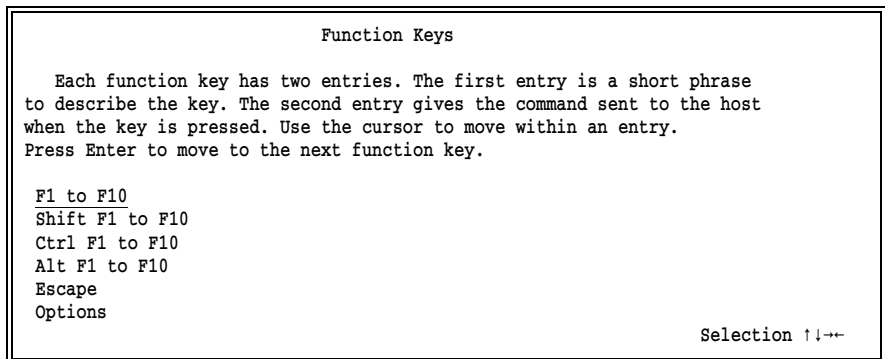 Function Keys
Each function key has two entries. The first entry is a short phrase
to describe the key. The second entry gives the command sent to the host
when the key is pressed. Use the cursor to move within an entry.
Press Enter to move to the next function key.
F1 to F10
Shift F1 to F10
Ctrl F1 to F10
Alt F1 to F10
Escape
Options
Selection ↑↓→←